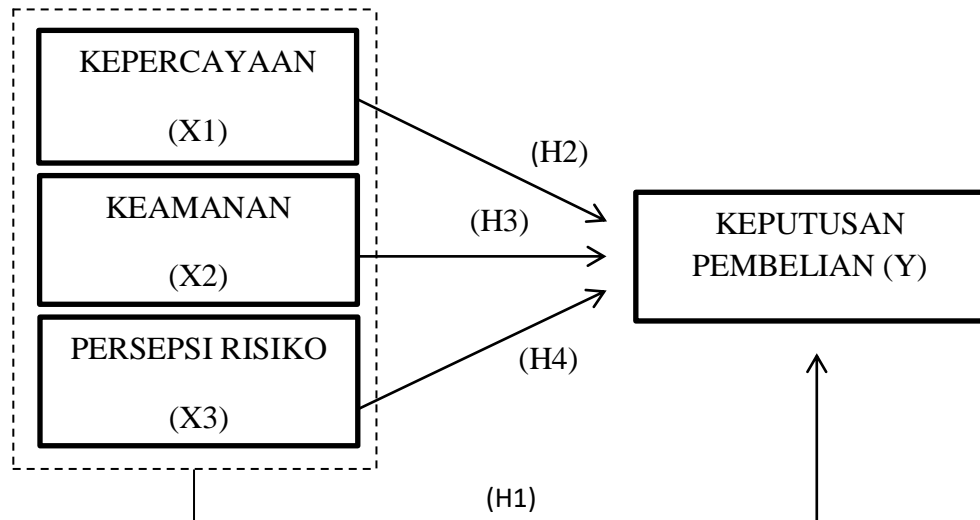 KEPERCAYAAN
(X1)
(H2)
KEAMANAN
(X2)
(H3)
KEPUTUSAN
PEMBELIAN (Y)
PERSEPSI RISIKO
(X3)
(H4)
(H1)